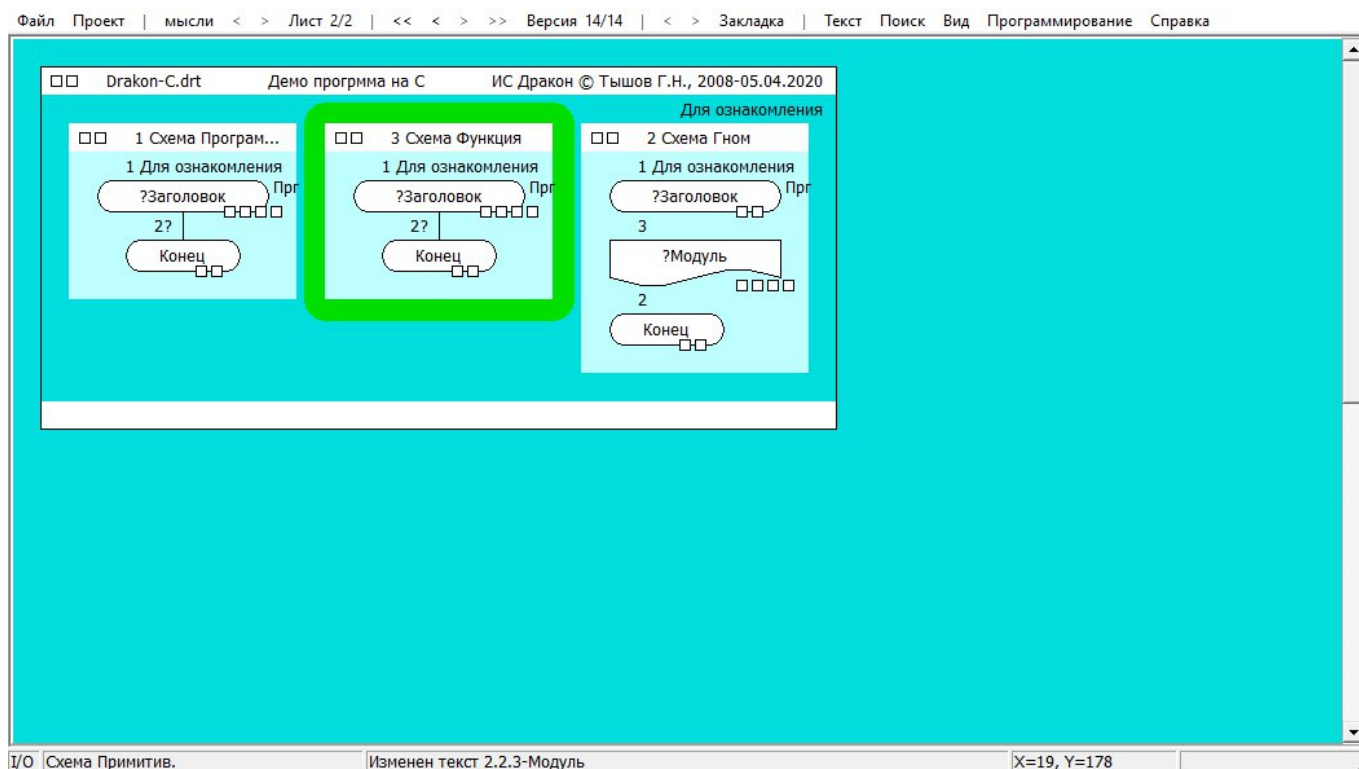 Файл Проект | мысли < > Лист 2/2 | << < > >> Версия 14/14 | < > Закладка | Текст Поиск Вид Программирование Справка
Drakon-C.drt Демо прогрмма на С ИС Дракон © Тышов Г.Н., 2008-05.04.2020
Для ознакомления
1 Схема Програм...
1 Для ознакомления
?Заголовок
Прг
2?
Конец
3 Схема Функция
1 Для ознакомления
?Заголовок
Прг
2?
Конец
2 Схема Гном
1 Для ознакомления
?Заголовок
Прг
3
?Модуль
2
Конец
I/O Схема Примитив. Изменен текст 2.2.3-Модуль X=19, Y=178